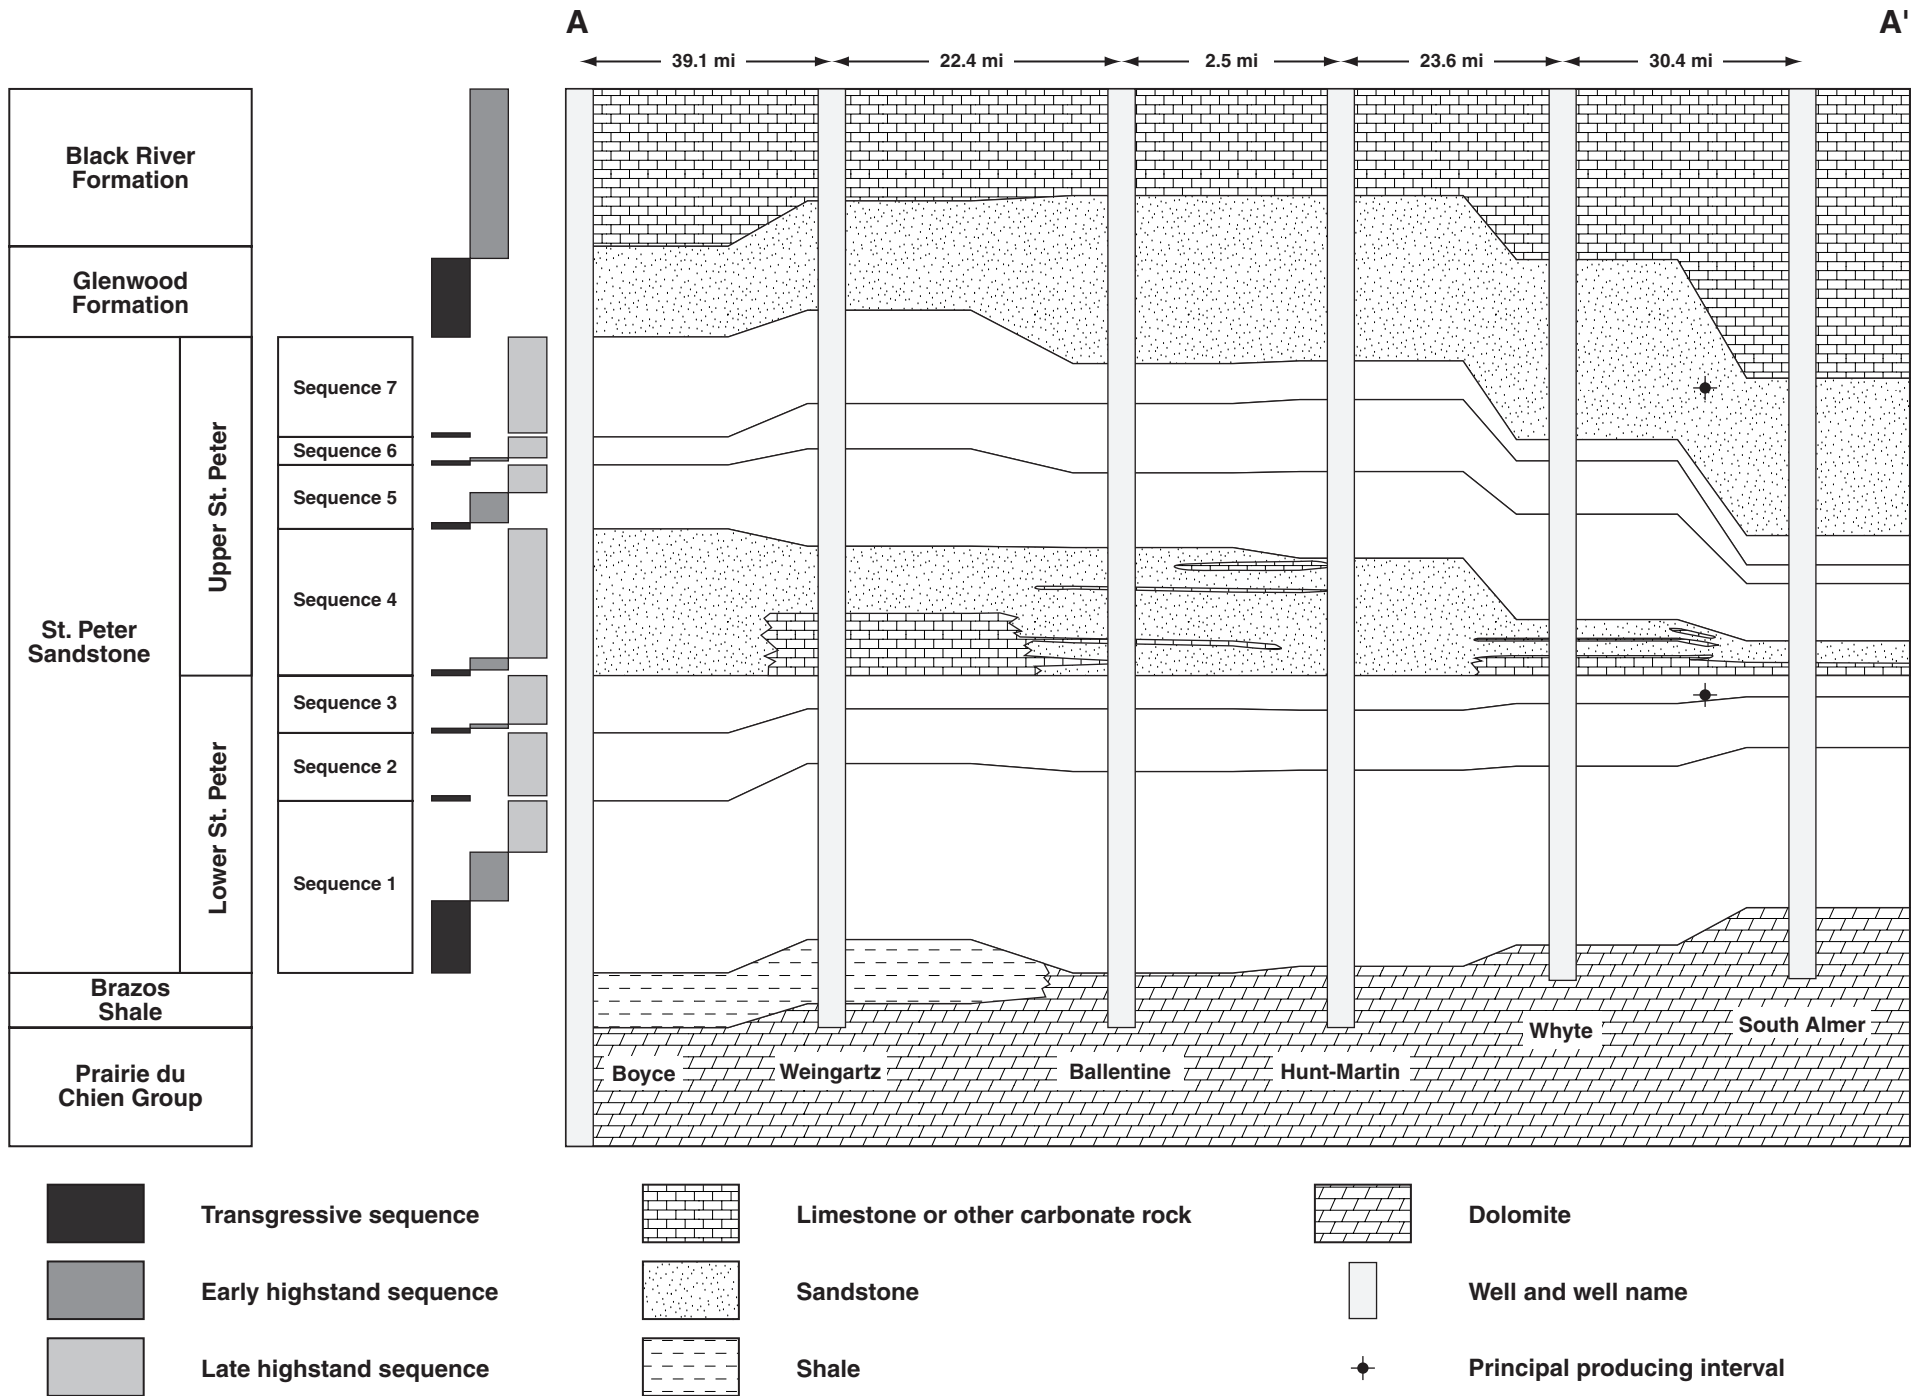 A
A'
39.1 mi
22.4 mi
2.5 mi
23.6 mi
30.4 mi
Black River
Formation
Glenwood
Formation
St. Peter
Sandstone
Upper St. Peter
Lower St. Peter
Sequence 7
Sequence 6
Sequence 5
Sequence 4
Sequence 3
Sequence 2
Sequence 1
Brazos
Shale
Prairie du
Chien Group
Boyce
Weingartz
Ballentine
Hunt-Martin
Whyte
South Almer
Transgressive sequence
Early highstand sequence
Late highstand sequence
Limestone or other carbonate rock
Sandstone
Shale
Dolomite
Well and well name
Principal producing interval